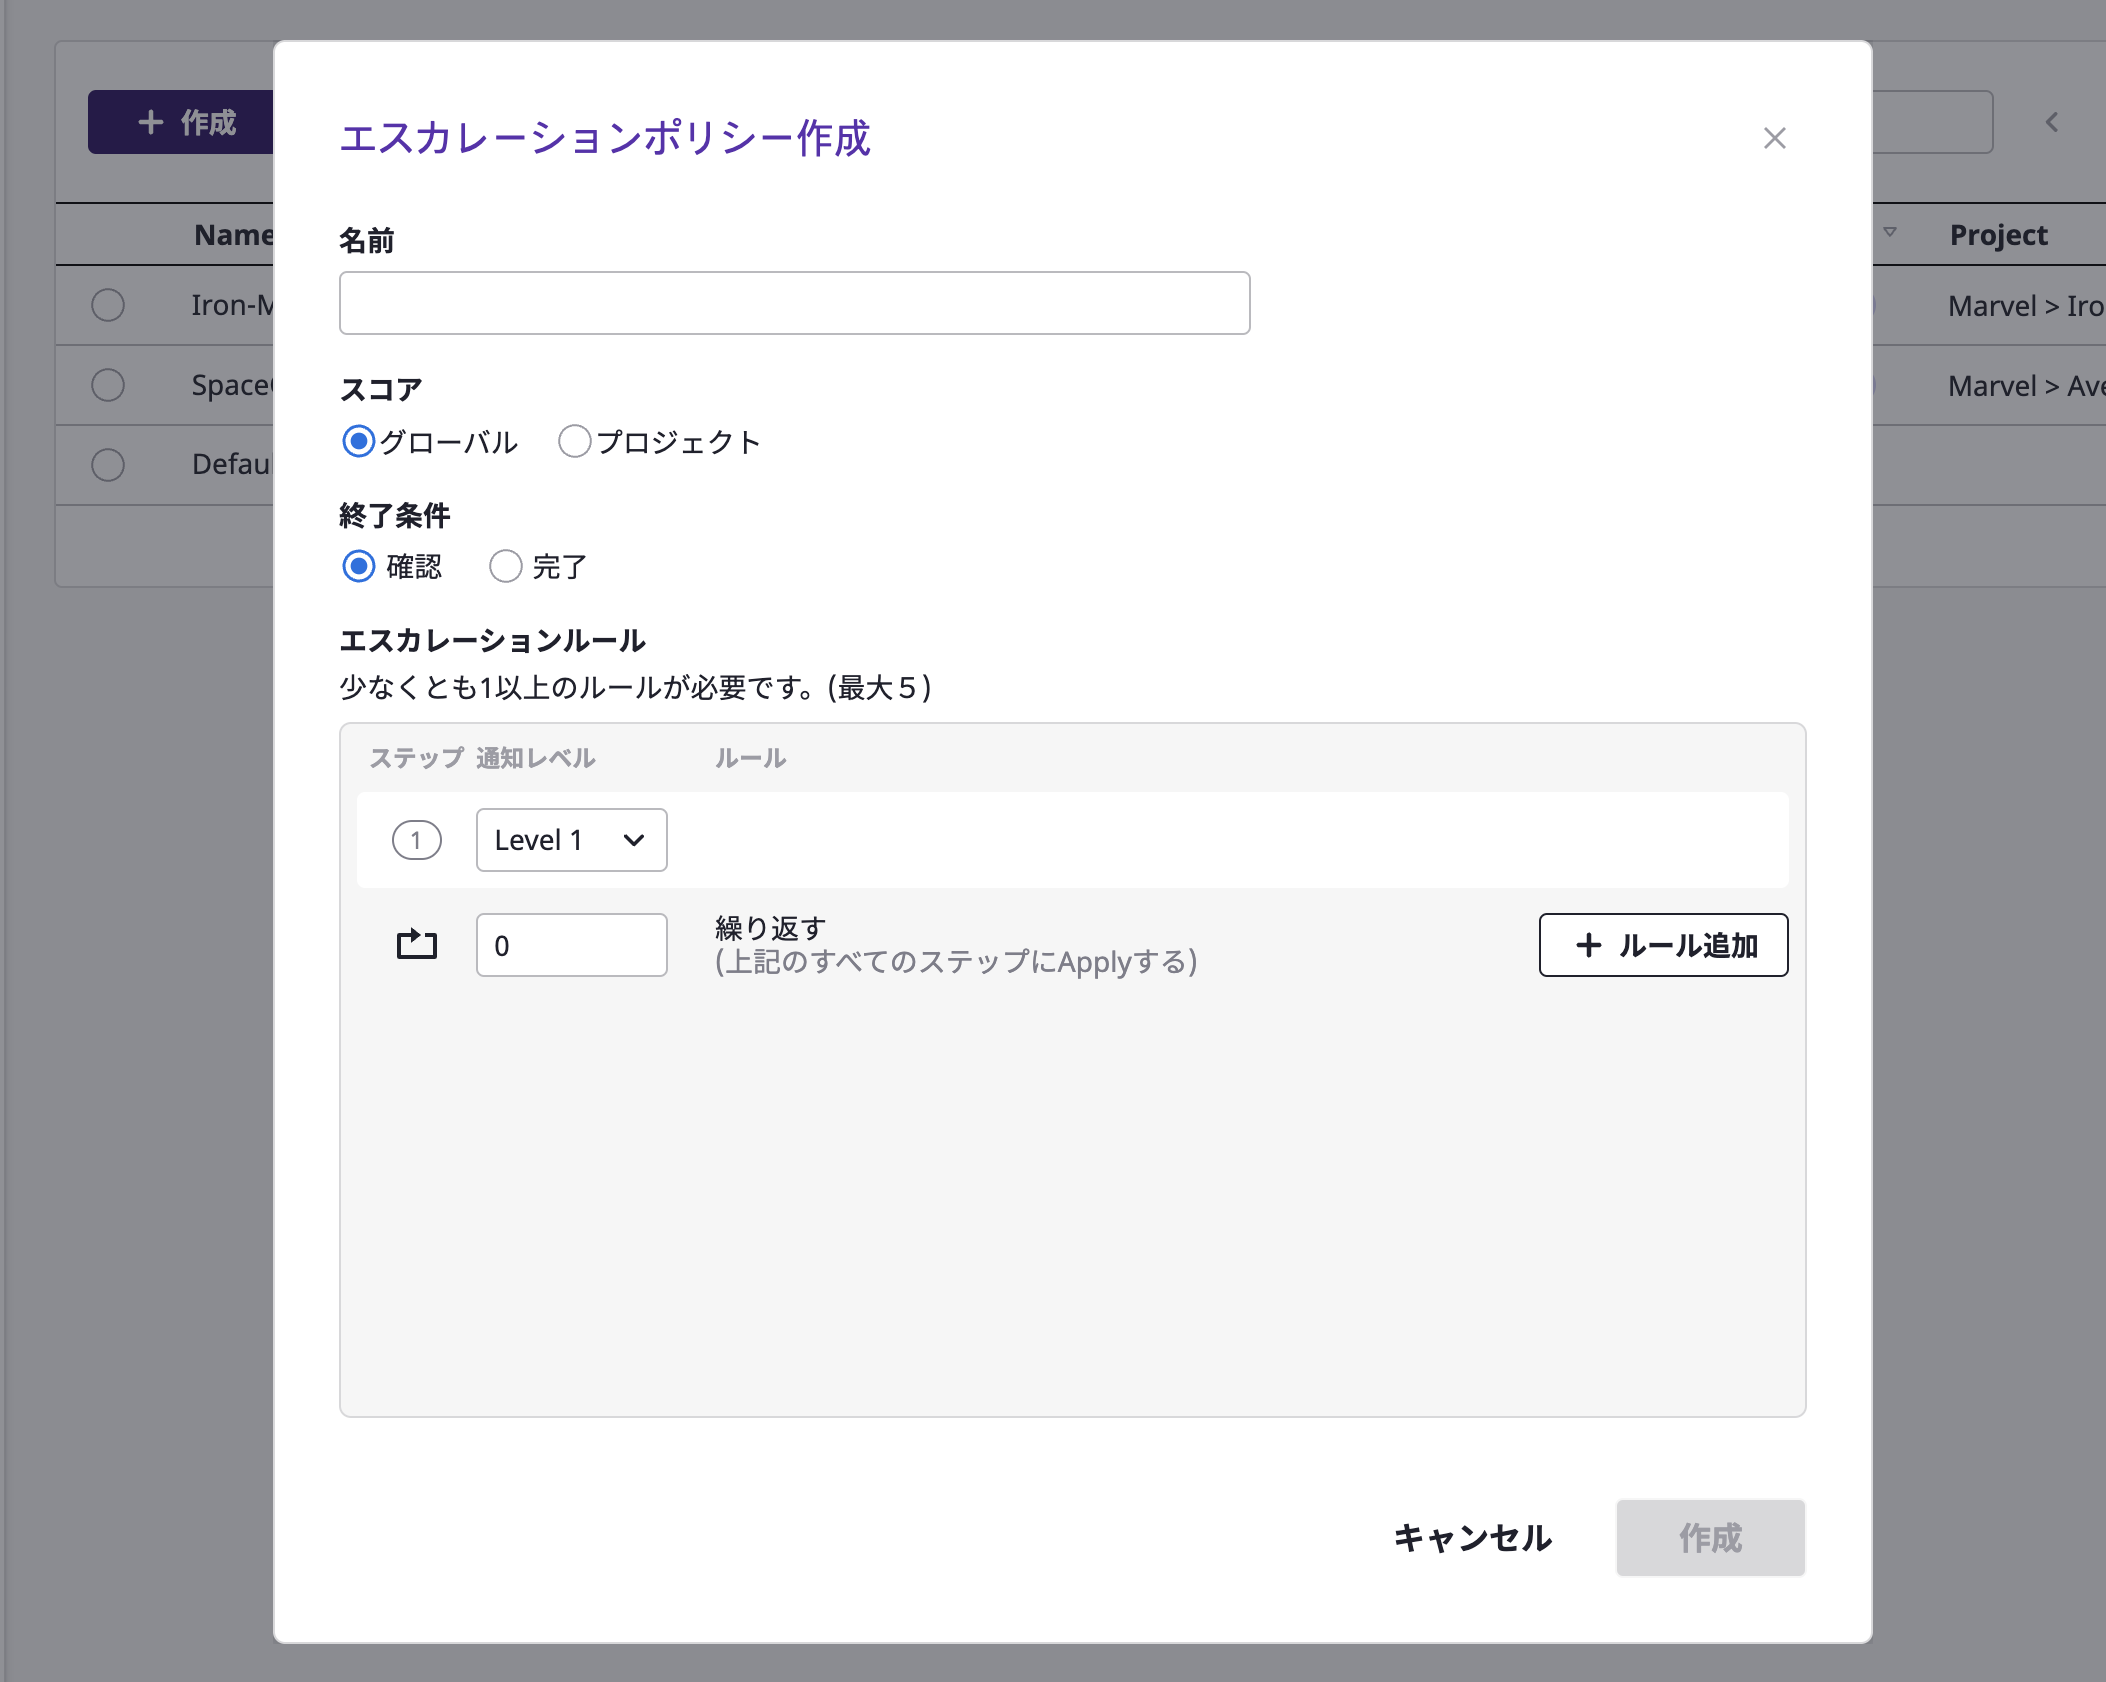 作成
エスカレーションポリシー作成
Name
Project
名前
Iron-M
Marvel > Iro
スコア
Space
Marvel > Ave
グローバル プロジェクト
Defau
終了条件
確認 完了
エスカレーションルール
少なくとも1以上のルールが必要です。(最大５)
ステップ 通知レベル ルール
1 Level 1
0 繰り返す
(上記のすべてのステップにApplyする)
ルール追加
キャンセル 作成